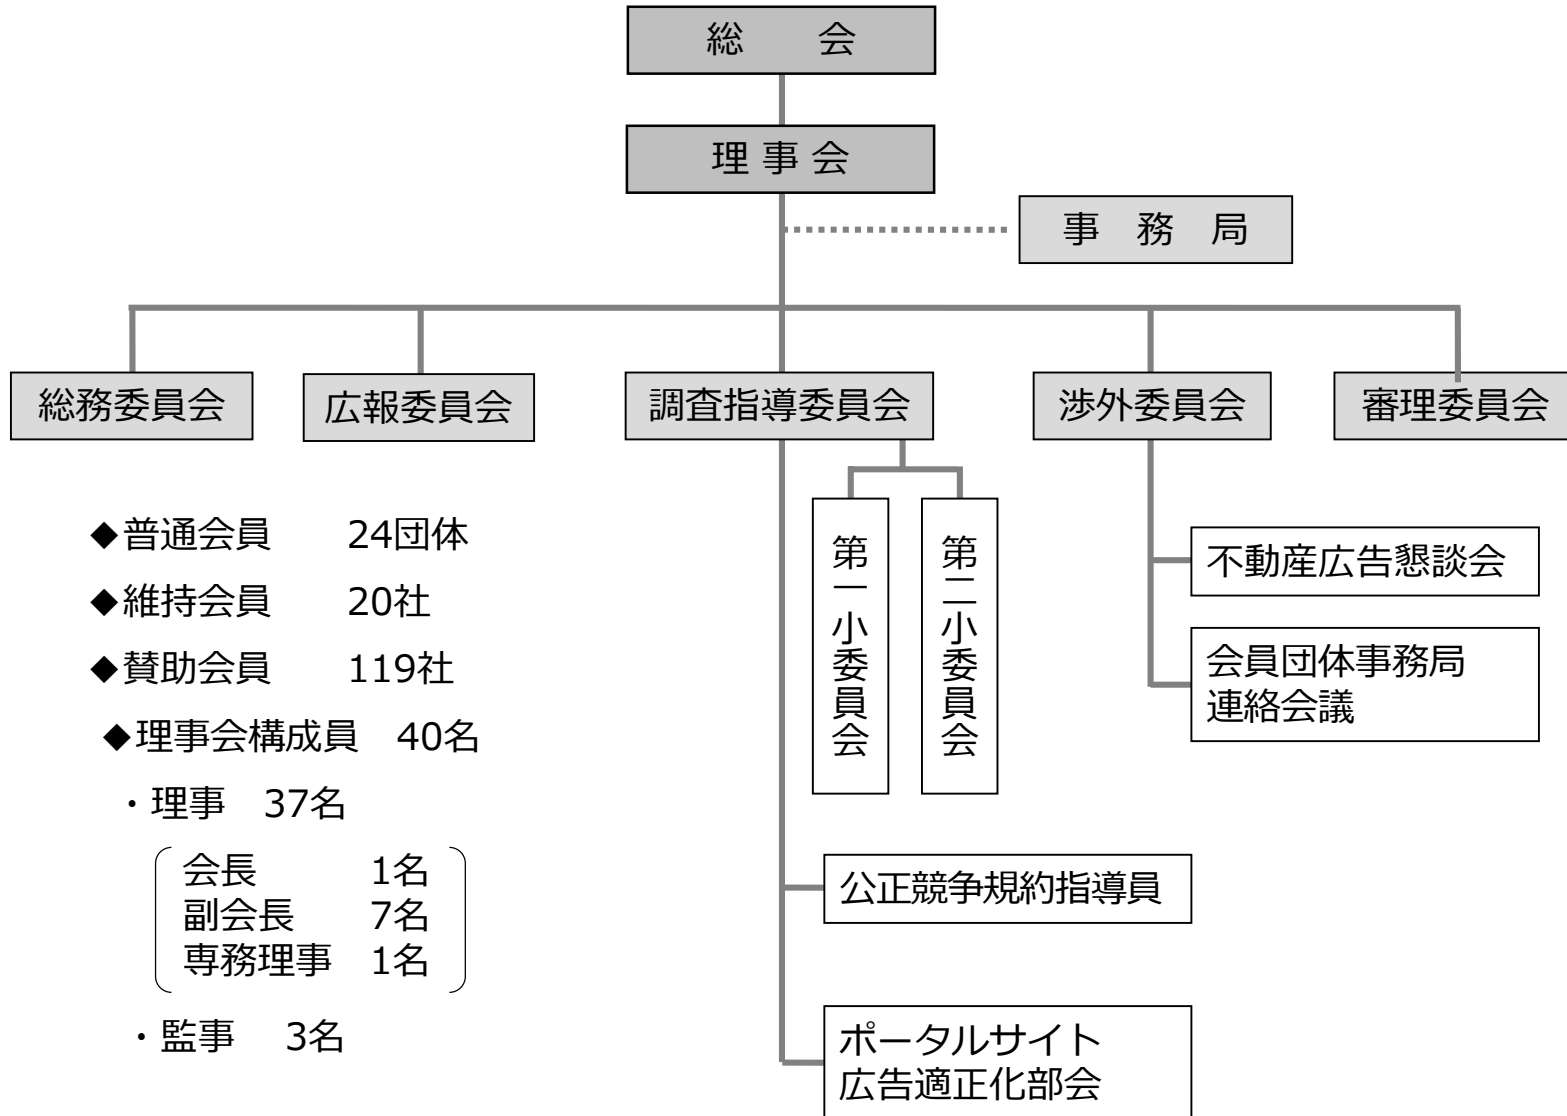 総　　会
理 事 会
事　務　局
総務委員会
広報委員会
調査指導委員会
渉外委員会
審理委員会
第一小委員会
第二小委員会
不動産広告懇談会
会員団体事務局
連絡会議
公正競争規約指導員
ポータルサイト
広告適正化部会
◆普通会員　　24団体
◆維持会員　　20社
◆賛助会員　　119社
◆理事会構成員　40名
・理事　37名
会長　　　1名
副会長　　7名
専務理事　1名
・監事　 3名